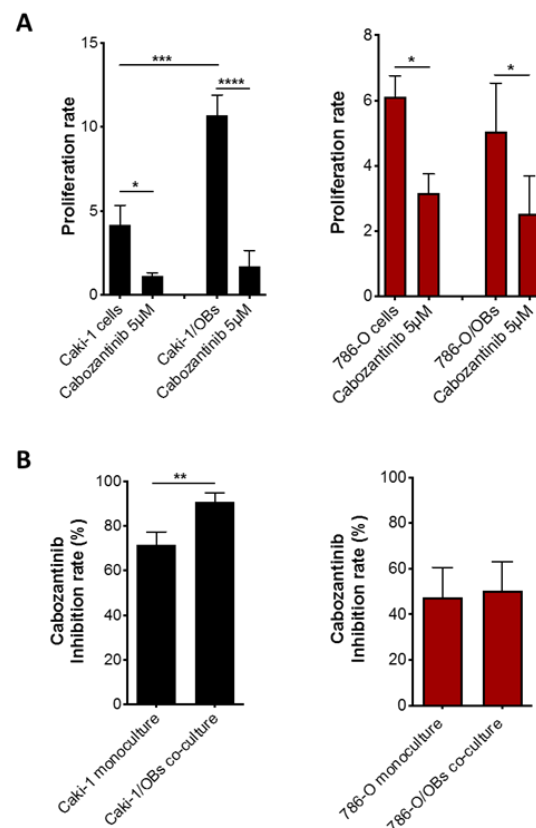 A
Proliferation rate
15
10
5
0
***
****
*
Caki-1 cells
Cabozantinib 5µM
Caki-1/OBs
Cabozantinib 5µM
Proliferation rate
8
6
4
2
0
*
*
786-O cells
Cabozantinib 5µM
786-O/OBs
Cabozantinib 5µM
B
Cabozantinib
Inhibition rate (%)
100
80
60
40
20
0
**
Caki-1 monoculture
Caki-1/OBs co-culture
Cabozantinib
Inhibition rate (%)
100
80
60
40
20
0
786-O monoculture
786-O/OBs co-culture